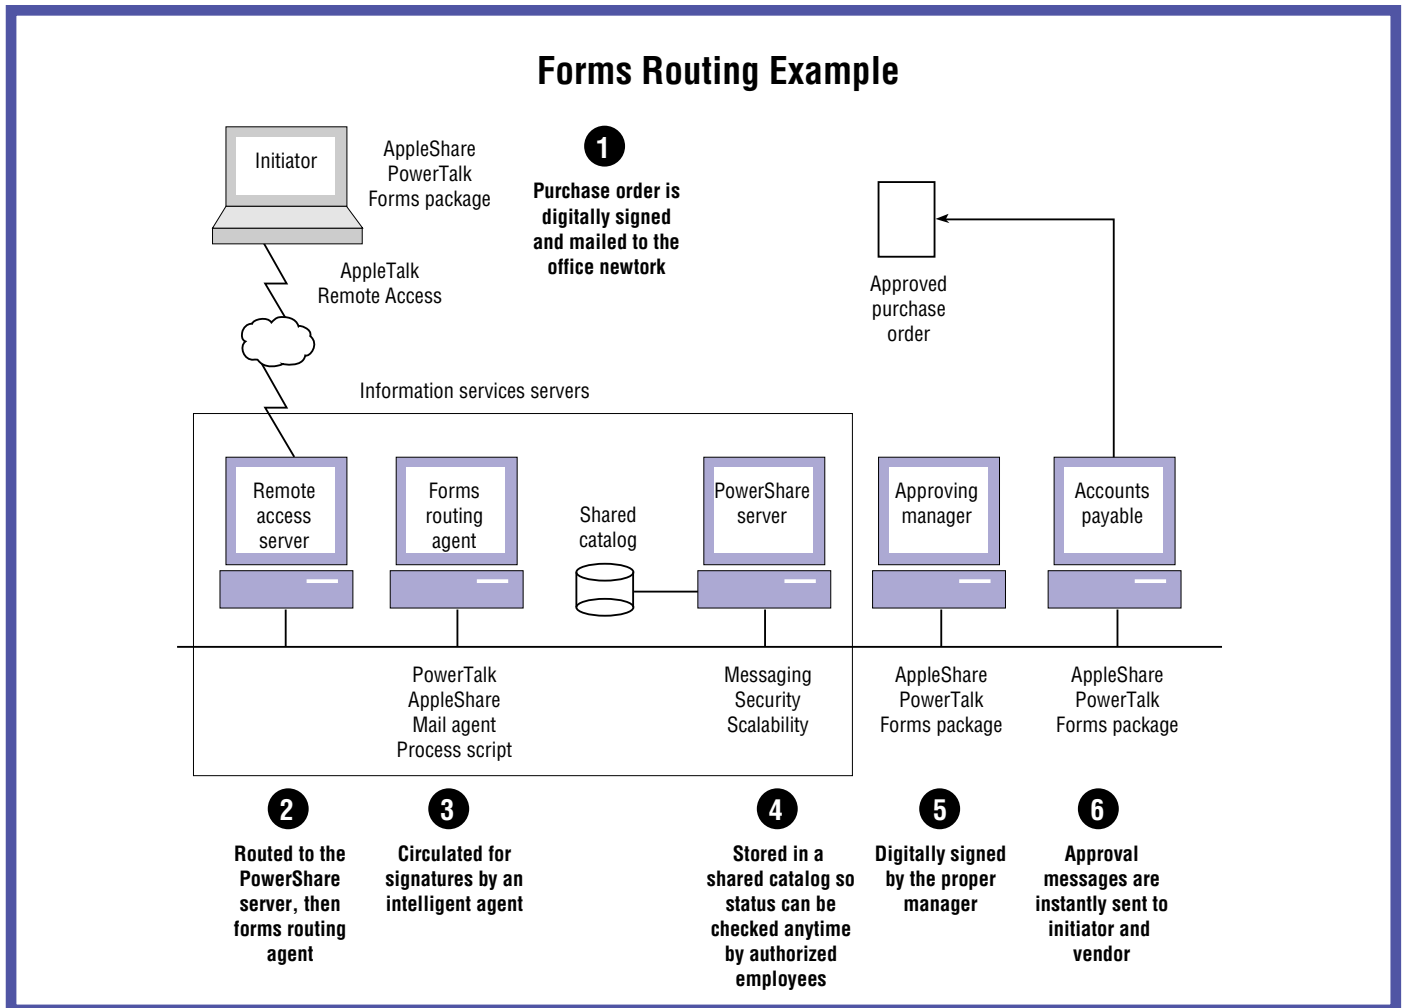 Forms Routing Example
Initiator
AppleShare
PowerTalk
Forms package
1
Purchase order is
digitally signed
and mailed to the
office newtork
AppleTalk
Remote Access
Approved
purchase
order
Information services servers
Remote
access
server
Forms
routing
agent
Shared
catalog
PowerShare
server
Approving
manager
Accounts
payable
PowerTalk
AppleShare
Mail agent
Process script
Messaging
Security
Scalability
AppleShare
PowerTalk
Forms package
AppleShare
PowerTalk
Forms package
2
Routed to the
PowerShare
server, then
forms routing
agent
3
Circulated for
signatures by an
intelligent agent
4
Stored in a
shared catalog so
status can be
checked anytime
by authorized
employees
5
Digitally signed
by the proper
manager
6
Approval
messages are
instantly sent to
initiator and
vendor